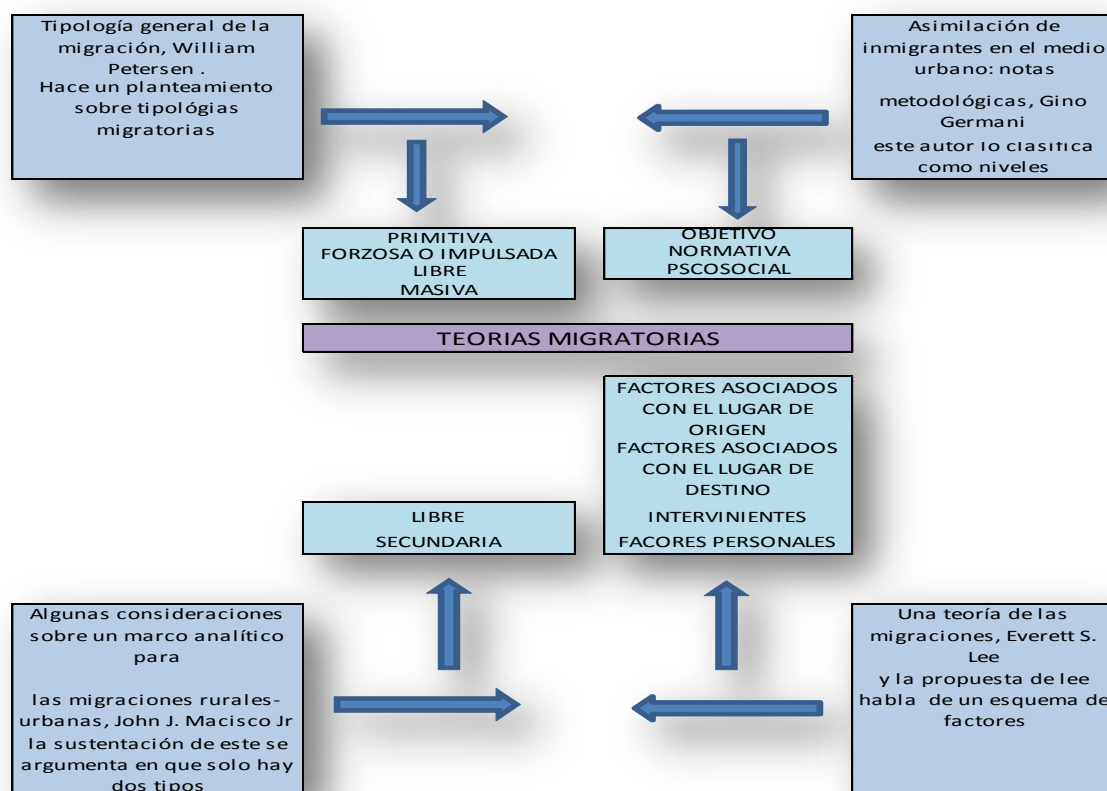 Tipología general de la
migración, William
Petersen .
Hace un planteamiento
sobre tipológias
migratorias
Asimilación de
inmigrantes en el medio
urbano: notas
metodológicas, Gino
Germani
este autor lo clasifica
como niveles
PRIMITIVA
FORZOSA O IMPULSADA
LIBRE
MASIVA
OBJETIVO
NORMATIVA
PSCOSOCIAL
TEORIAS MIGRATORIAS
LIBRE
SECUNDARIA
FACTORES ASOCIADOS
CON EL LUGAR DE
ORIGEN
FACTORES ASOCIADOS
CON EL LUGAR DE
DESTINO
INTERVINIENTES
FACORES PERSONALES
Algunas consideraciones
sobre un marco analítico
para
las migraciones rurales-
urbanas, John J. Macisco Jr
la sustentación de este se
argumenta en que solo hay
dos tipos
Una teoría de las
migraciones, Everett S.
Lee
y la propuesta de lee
habla de un esquema de
factores